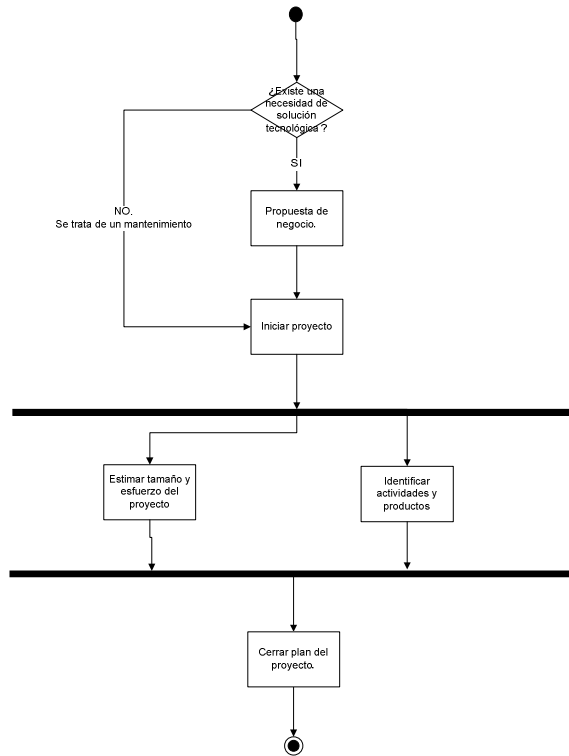 ¿Existe una
necesidad de
solución
tecnológica ?
SI
NO.
Se trata de un mantenimiento
Propuesta de
negocio.
Iniciar proyecto
Estimar tamaño y
esfuerzo del
proyecto
Identificar
actividades y
productos
Cerrar plan del
proyecto.